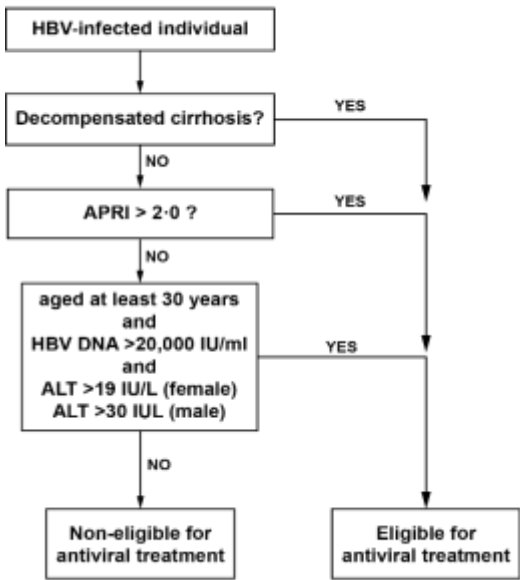 HBV-infected individual
Decompensated cirrhosis?
YES
NO
APRI > 2·0 ?
YES
NO
aged at least 30 years
and
HBV DNA >20,000 IU/ml
and
ALT >19 IU/L (female)
ALT >30 IUL (male)
YES
NO
Non-eligible for
antiviral treatment
Eligible for
antiviral treatment